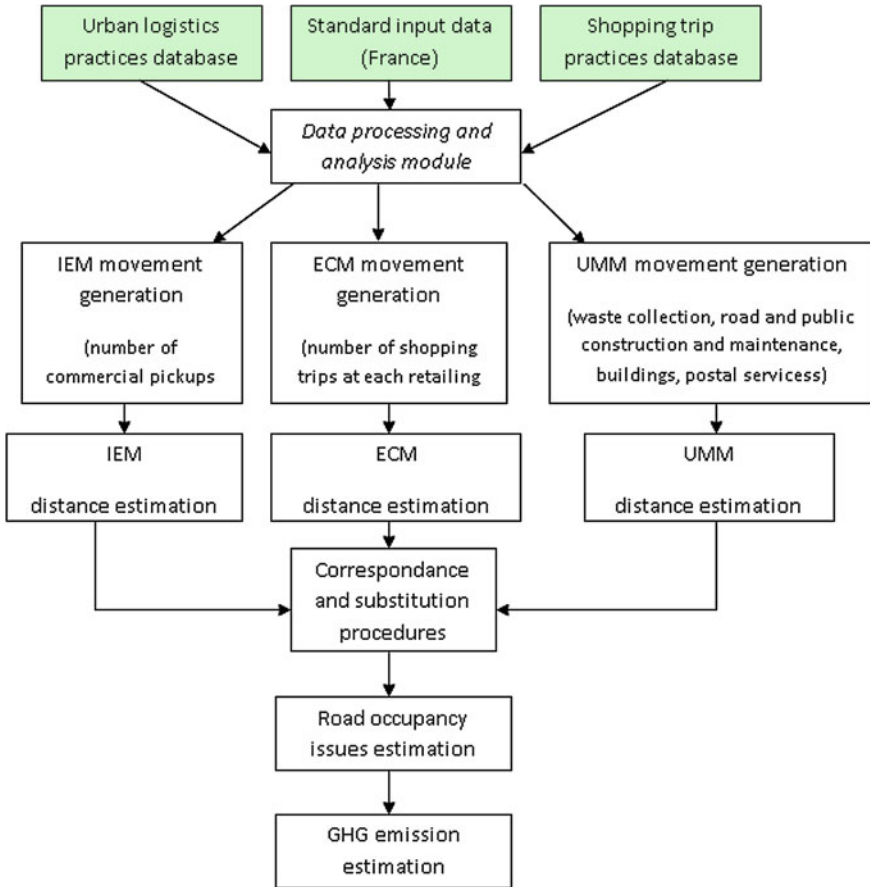 Urban logistics
practices database
Standard input data
(France)
Shopping trip
practices database
Data processing and
analysis module
IEM movement
generation
(number of
commercial pickups
ECM movement
generation
(number of shopping
trips at each retailing
UMM movement generation
(waste collection, road and public
construction and maintenance,
buildings, postal servicess)
IEM
distance estimation
ECM
distance estimation
UMM
distance estimation
Correspondance
and substitution
procedures
Road occupancy
issues estimation
GHG emission
estimation